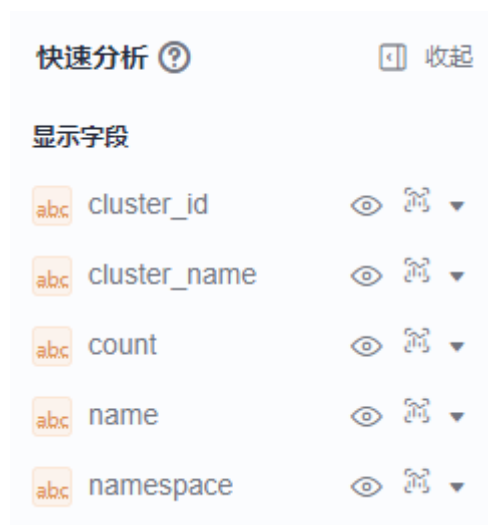 快速分析 ? 收起
显示字段
abc cluster_id
abc cluster_name
abc count
abc name
abc namespace